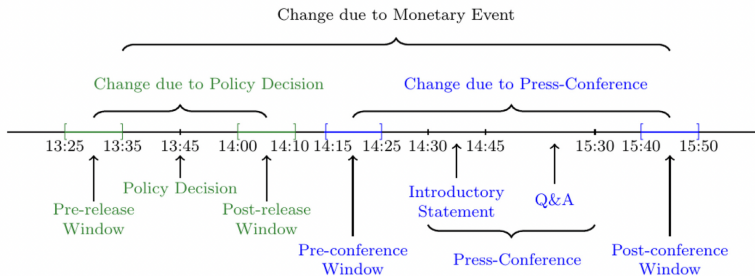 Change due to Monetary Event
Change due to Policy Decision
Change due to Press-Conference
13:25 13:35 13:45 14:00 14:10 14:15 14:25 14:30 14:45 15:30 15:40 15:50
Policy Decision
Pre-release
Window
Post-release
Window
Introductory
Statement
Q&A
Pre-conference
Window
Press-Conference
Post-conference
Window